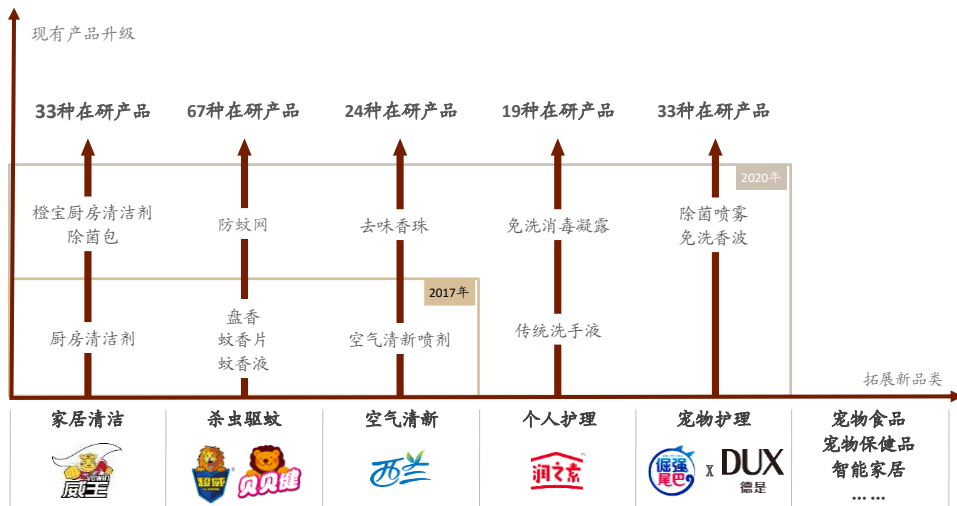 现有产品升级
33种在研产品
67种在研产品
24种在研产品
19种在研产品
33种在研产品
2020年
橙宝厨房清洁剂
除菌包
防蚊网
去味香珠
免洗消毒凝露
除菌喷雾
免洗香波
2017年
厨房清洁剂
盘香
蚊香片
蚊香液
空气清新喷剂
传统洗手液
拓展新品类
家居清洁
杀虫驱蚊
空气清新
个人护理
宠物护理
宠物食品
宠物保健品
智能家居
... ...
威王
超威
贝贝健
西兰
润之素
倔强
尾巴
x
DUX
德是